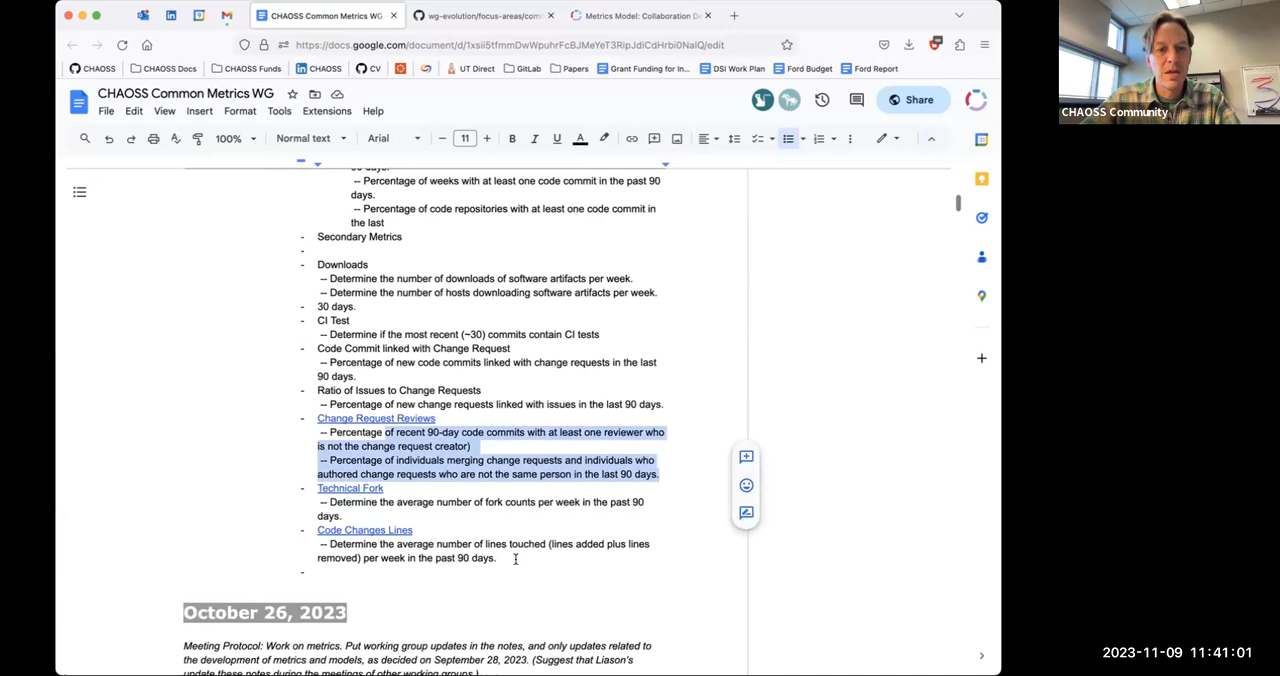 CHAOSS Common Metrics WG
wg-evolution/focus-areas/com
Metrics Model: Collaboration De
https://docs.google.com/document/d/1xsii5tfmmDwWpuhrFcBJMeYeT3RipJdiCdHrbi0NaIQ/edit
CHAOSS
CHAOSS Docs
CHAOSS Funds
CHAOSS
CV
IT Direct
GitLab
Papers
Grant Funding for In...
DSI Work Plan
Ford Budget
Ford Report
CHAOSS Common Metrics WG
File Edit View Insert Format Tools Extensions Help
Share
100% Normal text Arial 11
90 days.
-- Percentage of weeks with at least one code commit in the past 90
days.
-- Percentage of code repositories with at least one code commit in
the last
- Secondary Metrics
-
- Downloads
-- Determine the number of downloads of software artifacts per week.
-- Determine the number of hosts downloading software artifacts per week.
- 30 days.
- CI Test
-- Determine if the most recent (~30) commits contain CI tests
- Code Commit linked with Change Request
-- Percentage of new code commits linked with change requests in the last
90 days.
- Ratio of Issues to Change Requests
-- Percentage of new change requests linked with issues in the last 90 days.
- Change Request Reviews
-- Percentage of recent 90-day code commits with at least one reviewer who
is not the change request creator)
-- Percentage of individuals merging change requests and individuals who
authored change requests who are not the same person in the last 90 days.
- Technical Fork
-- Determine the average number of fork counts per week in the past 90
days.
- Code Changes Lines
-- Determine the average number of lines touched (lines added plus lines
removed) per week in the past 90 days.
-
October 26, 2023
Meeting Protocol: Work on metrics. Put working group updates in the notes, and only updates related to
the development of metrics and models, as decided on September 28, 2023. (Suggest that Liason's
update these notes during the meetings of other working groups.)
CHAOSS Community
2023-11-09 11:41:01